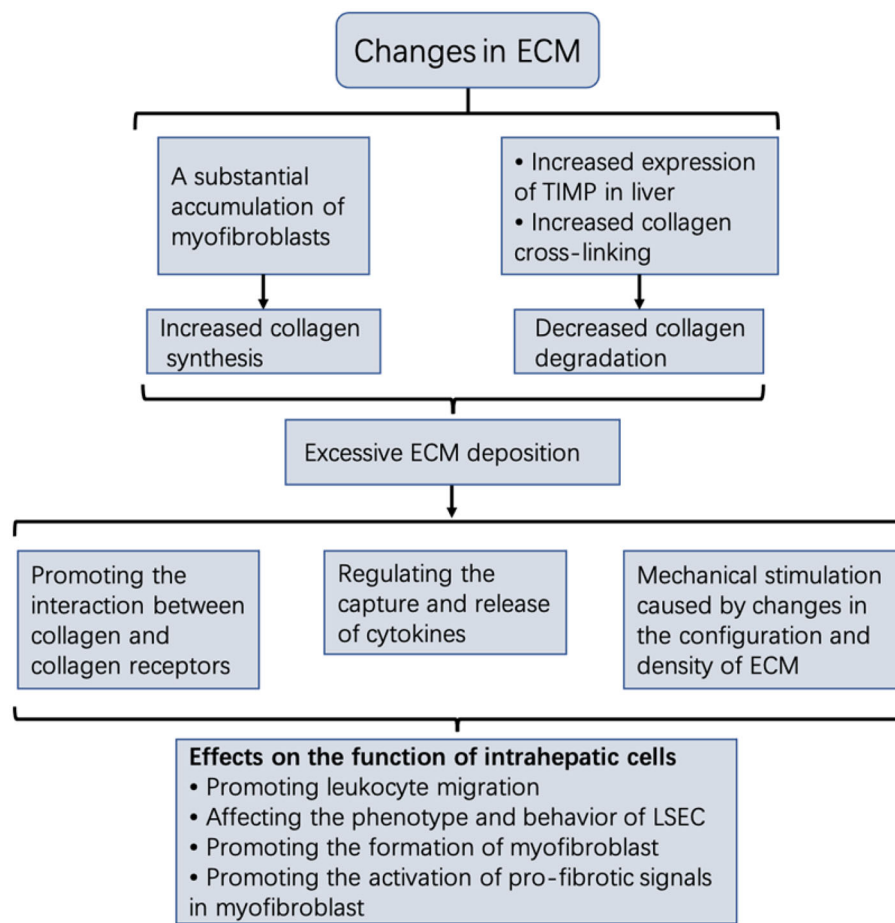 Changes in ECM
A substantial
accumulation of
myofibroblasts
• Increased expression
of TIMP in liver
• Increased collagen
cross-linking
Increased collagen
synthesis
Decreased collagen
degradation
Excessive ECM deposition
Promoting the
interaction between
collagen and
collagen receptors
Regulating the
capture and release
of cytokines
Mechanical stimulation
caused by changes in
the configuration and
density of ECM
Effects on the function of intrahepatic cells
• Promoting leukocyte migration
• Affecting the phenotype and behavior of LSEC
• Promoting the formation of myofibroblast
• Promoting the activation of pro-fibrotic signals
in myofibroblast